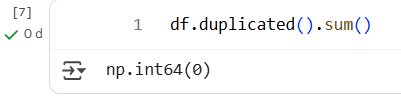 [7]
0 d
1 df.duplicated().sum()
np.int64(0)